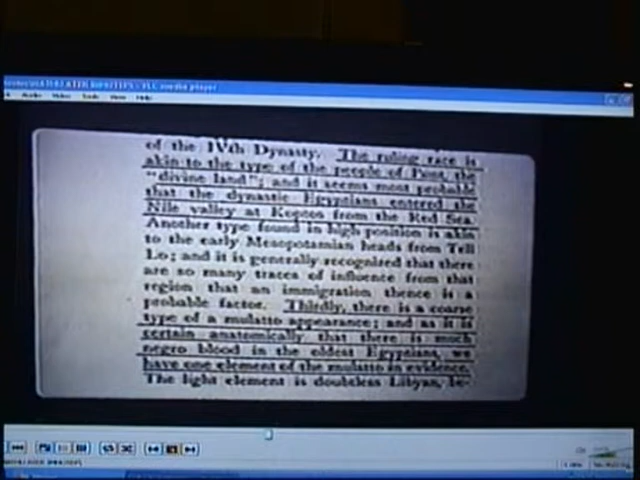 of the IVth Dynasty. The ruling race is
akin to the type of the people of Punt, the
"divine land"; and it seems most probable
that the dynastic Egyptians entered the
Nile valley at Koptos from the Red Sea.
Another type found in high position is akin
to the early Mesopotamian heads from Tell
Lo; and it is generally recognized that there
are so many traces of influence from that
region that an immigration thence is a
probable factor. Thirdly, there is a coarse
type of a mulatto appearance; and as it is
certain anatomically that there is much
negro blood in the oldest Egyptians, we
have one element of the mulatto in evidence.
The light element is doubtless Libyan, be-